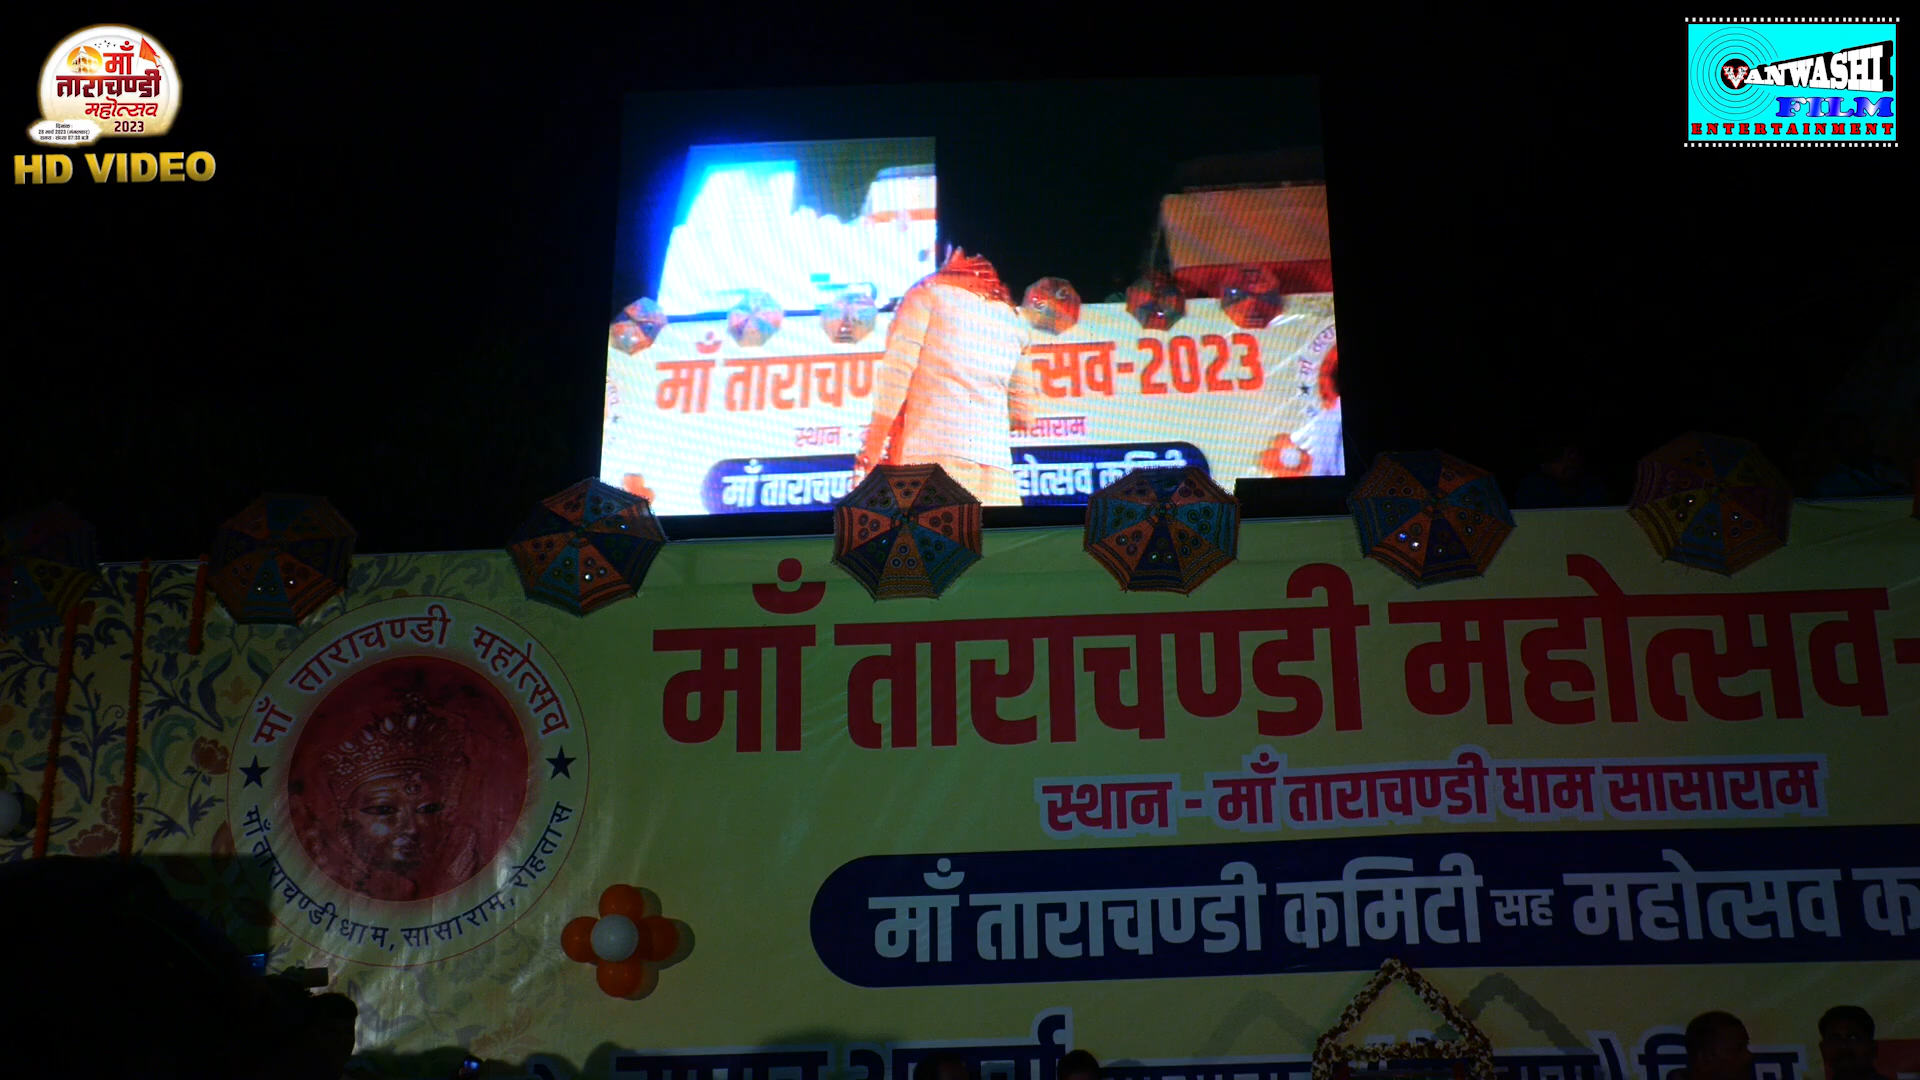 माँ
ताराचण्डी
महोत्सव
2023
HD VIDEO
VANWASHI
FILM
ENTERTAINMENT
माँ ताराचण
त्सव-2023
स्थान -
सासाराम
माँ ताराचण
होत्सव कमिटी
माँ ताराचण्डी महोत्सव
माँ ताराचण्डी धाम, सासाराम, रोहतास
माँ ताराचण्डी महोत्सव-
स्थान - माँ ताराचण्डी धाम सासाराम
माँ ताराचण्डी कमिटी सह महोत्सव क